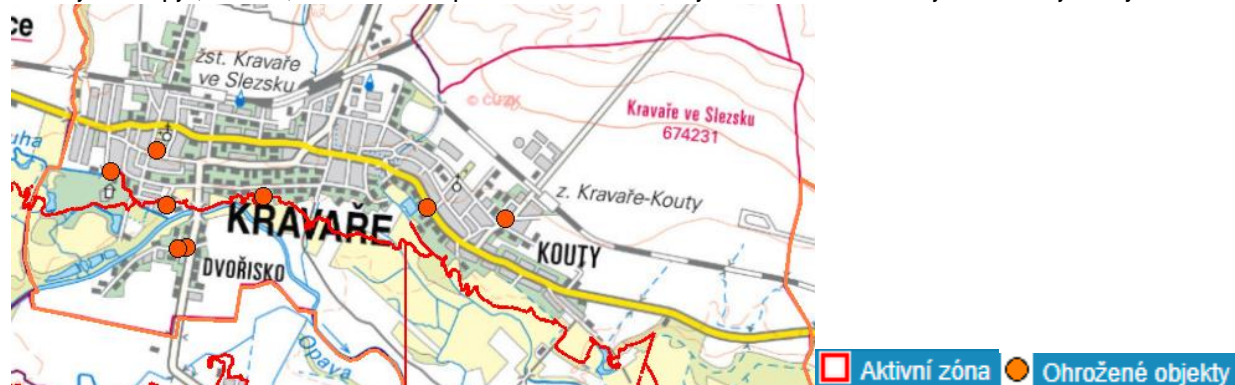 ce
žst. Kravaře
ve Slezsku
© ČÚZK
Kravaře ve Slezsku
674231
uha
z. Kravaře-Kouty
KRAVAŘE
KOUTY
DVOŘISKO
Opava
Aktivní zóna
Ohrožené objekty